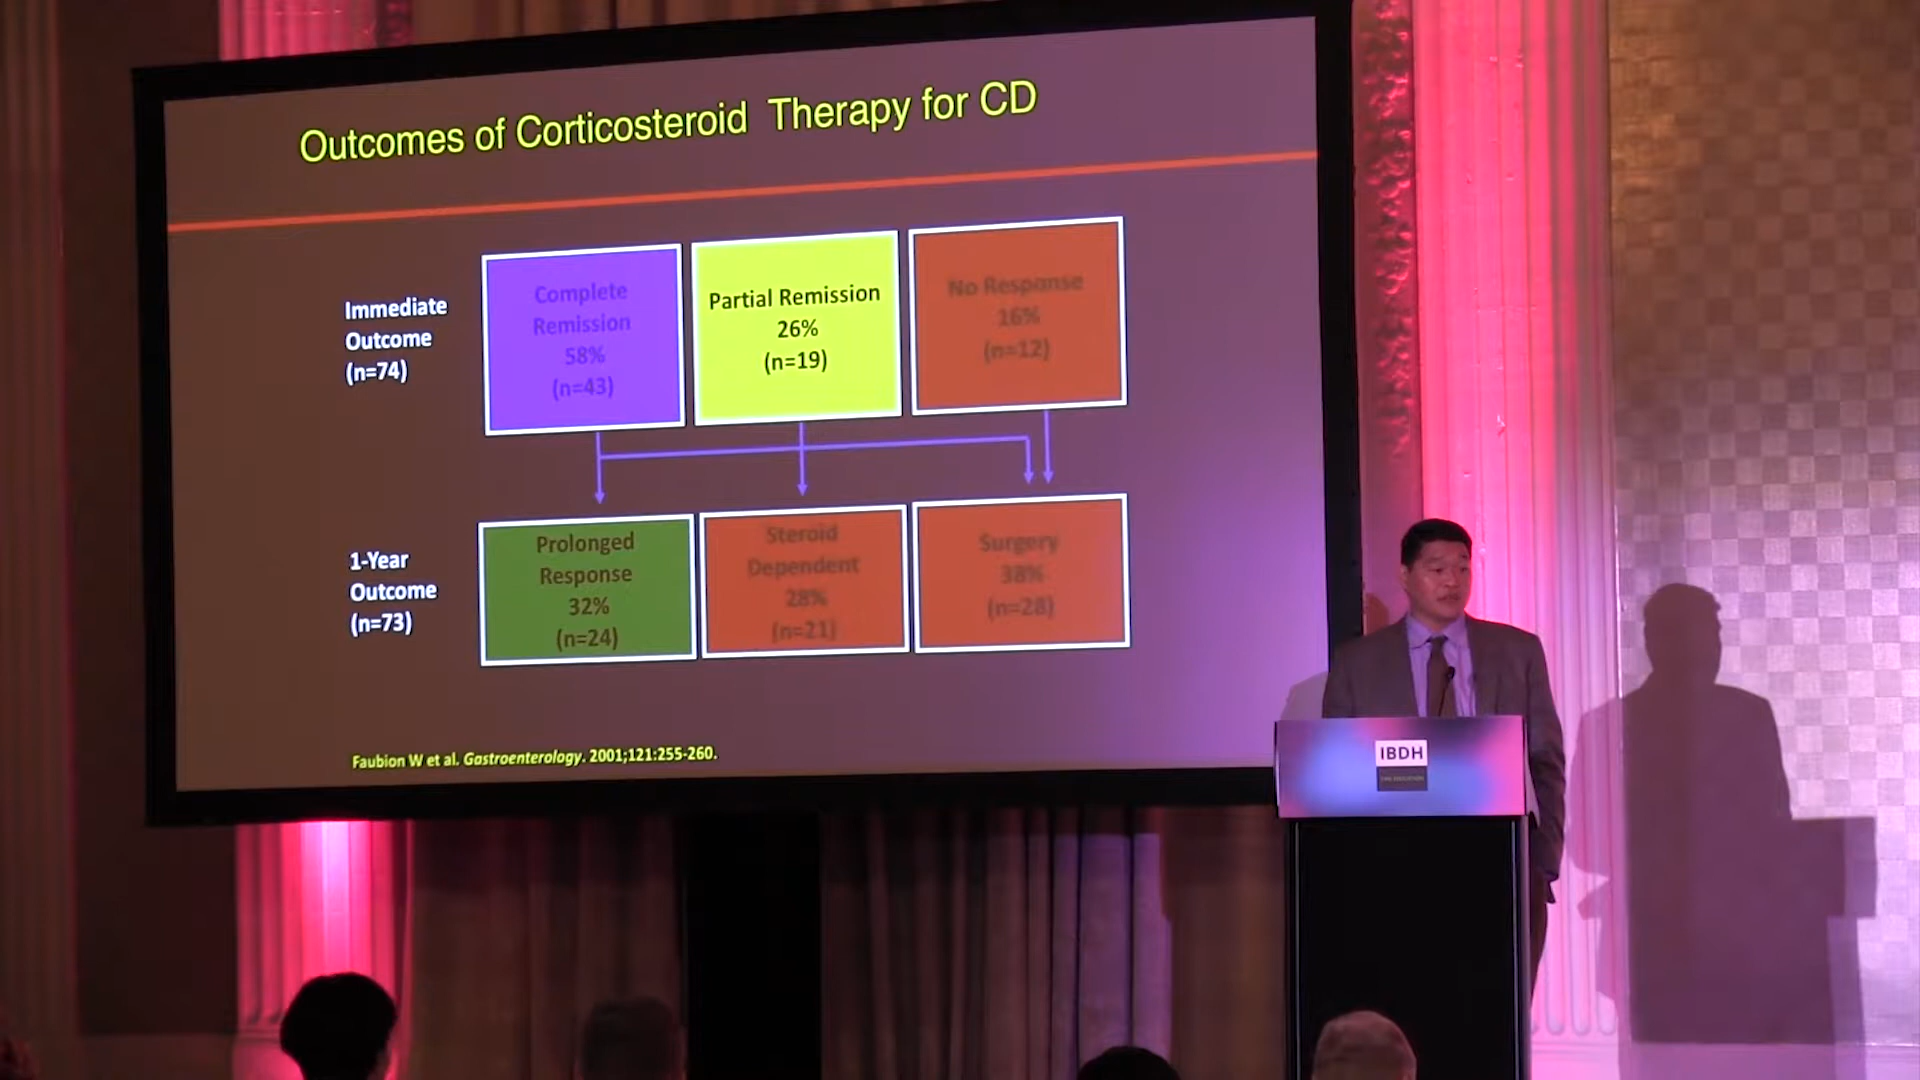 Outcomes of Corticosteroid Therapy for CD
Immediate
Outcome
(n=74)
Complete
Remission
58%
(n=43)
Partial Remission
26%
(n=19)
No Response
16%
(n=12)
1-Year
Outcome
(n=73)
Prolonged
Response
32%
(n=24)
Steroid
Dependent
28%
(n=21)
Surgery
38%
(n=28)
Faubion W et al. Gastroenterology. 2001;121:255-260.
IBDH